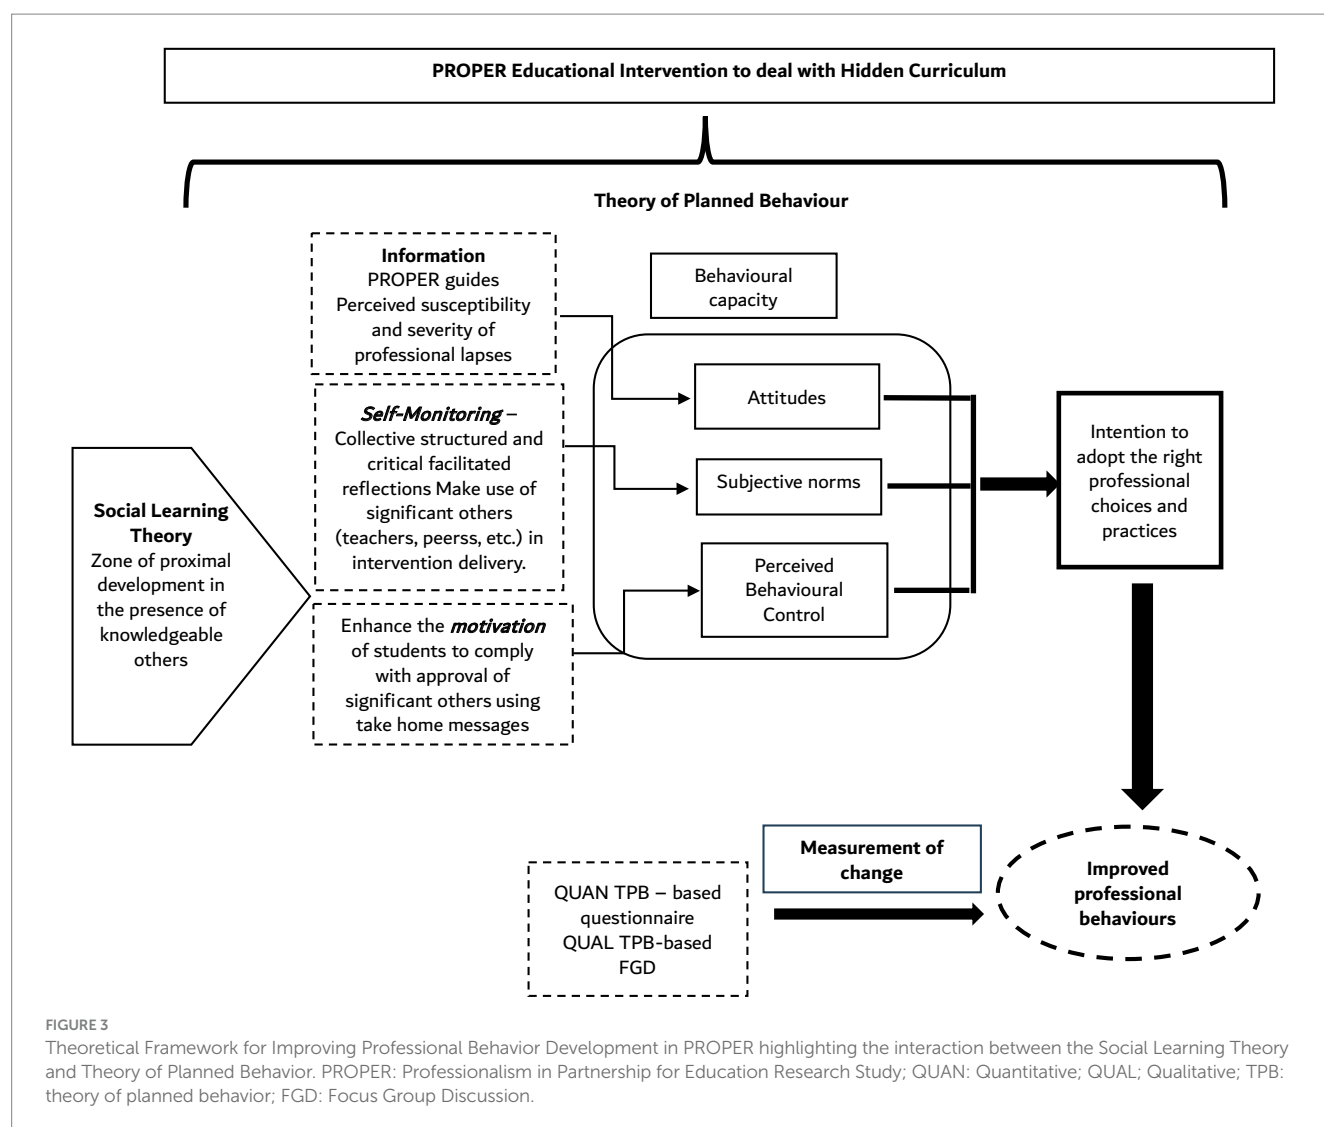 PROPER Educational Intervention to deal with Hidden Curriculum
Theory of Planned Behaviour
Information
PROPER guides
Perceived susceptibility
and severity of
professional lapses
Behavioural
capacity
Self-Monitoring –
Collective structured and
critical facilitated
reflections Make use of
significant others
(teachers, peerss, etc.) in
intervention delivery.
Attitudes
Subjective norms
Perceived
Behavioural
Control
Intention to
adopt the right
professional
choices and
practices
Social Learning
Theory
Zone of proximal
development in
the presence of
knowledgeable
others
Enhance the motivation
of students to comply
with approval of
significant others using
take home messages
Measurement of
change
QUAN TPB – based
questionnaire
QUAL TPB-based
FGD
Improved
professional
behaviours
FIGURE 3
Theoretical Framework for Improving Professional Behavior Development in PROPER highlighting the interaction between the Social Learning Theory
and Theory of Planned Behavior. PROPER: Professionalism in Partnership for Education Research Study; QUAN: Quantitative; QUAL; Qualitative; TPB:
theory of planned behavior; FGD: Focus Group Discussion.